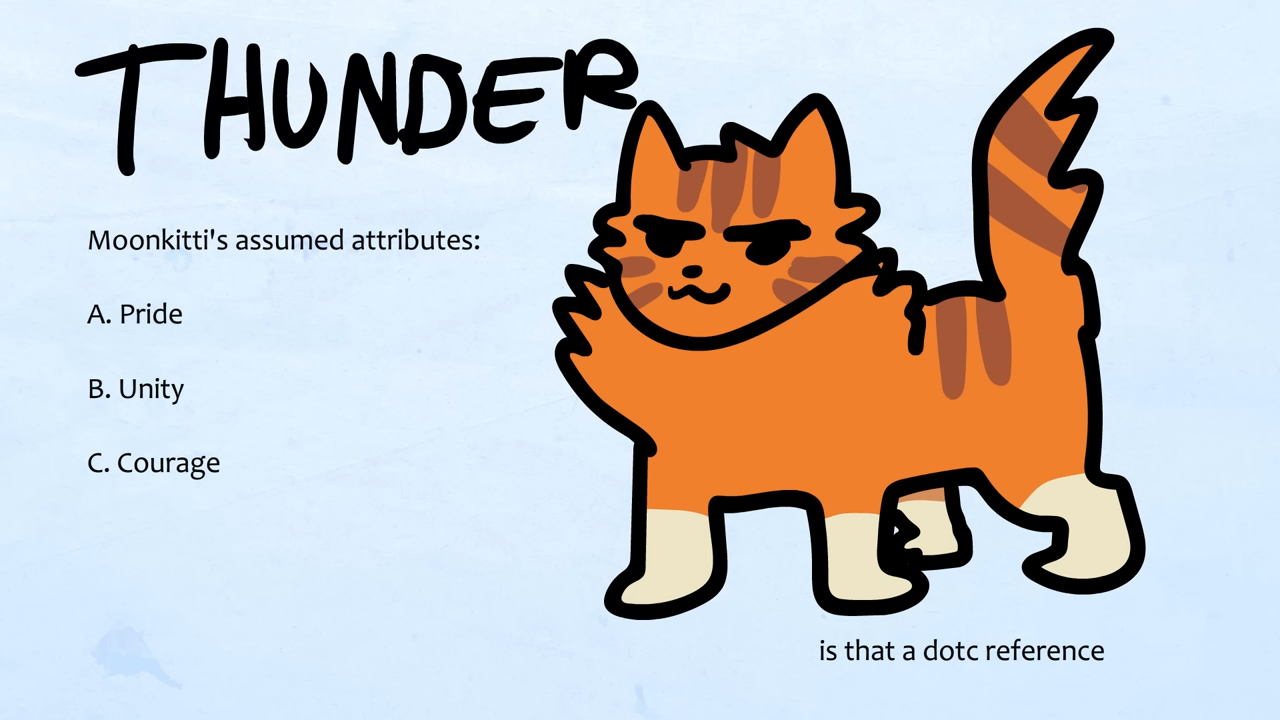 THUNDER
Moonkitti's assumed attributes:
A. Pride
B. Unity
C. Courage
is that a dotc reference